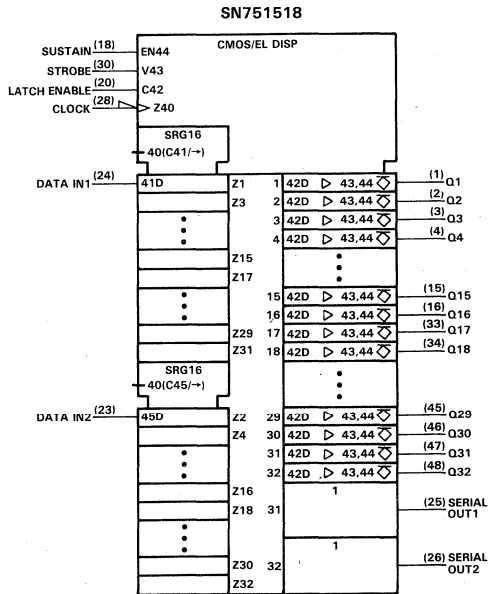 SN751518
CMOS/EL DISP
SUSTAIN (18) EN44
STROBE (30) V43
LATCH ENABLE (20) C42
CLOCK (28) Z40
SRG16
40(C41/→)
DATA IN1 (24) 41D Z1 1 42D ▷ 43,44 (1) Q1
Z3 2 42D ▷ 43,44 (2) Q2
3 42D ▷ 43,44 (3) Q3
4 42D ▷ 43,44 (4) Q4
Z15
Z17
15 42D ▷ 43,44 (15) Q15
16 42D ▷ 43,44 (16) Q16
Z29 17 42D ▷ 43,44 (33) Q17
Z31 18 42D ▷ 43,44 (34) Q18
SRG16
40(C45/→)
DATA IN2 (23) 45D Z2 29 42D ▷ 43,44 (45) Q29
Z4 30 42D ▷ 43,44 (46) Q30
31 42D ▷ 43,44 (47) Q31
32 42D ▷ 43,44 (48) Q32
Z16 1
Z18 31 (25) SERIAL
OUT1
1
Z30 32 (26) SERIAL
OUT2
Z32